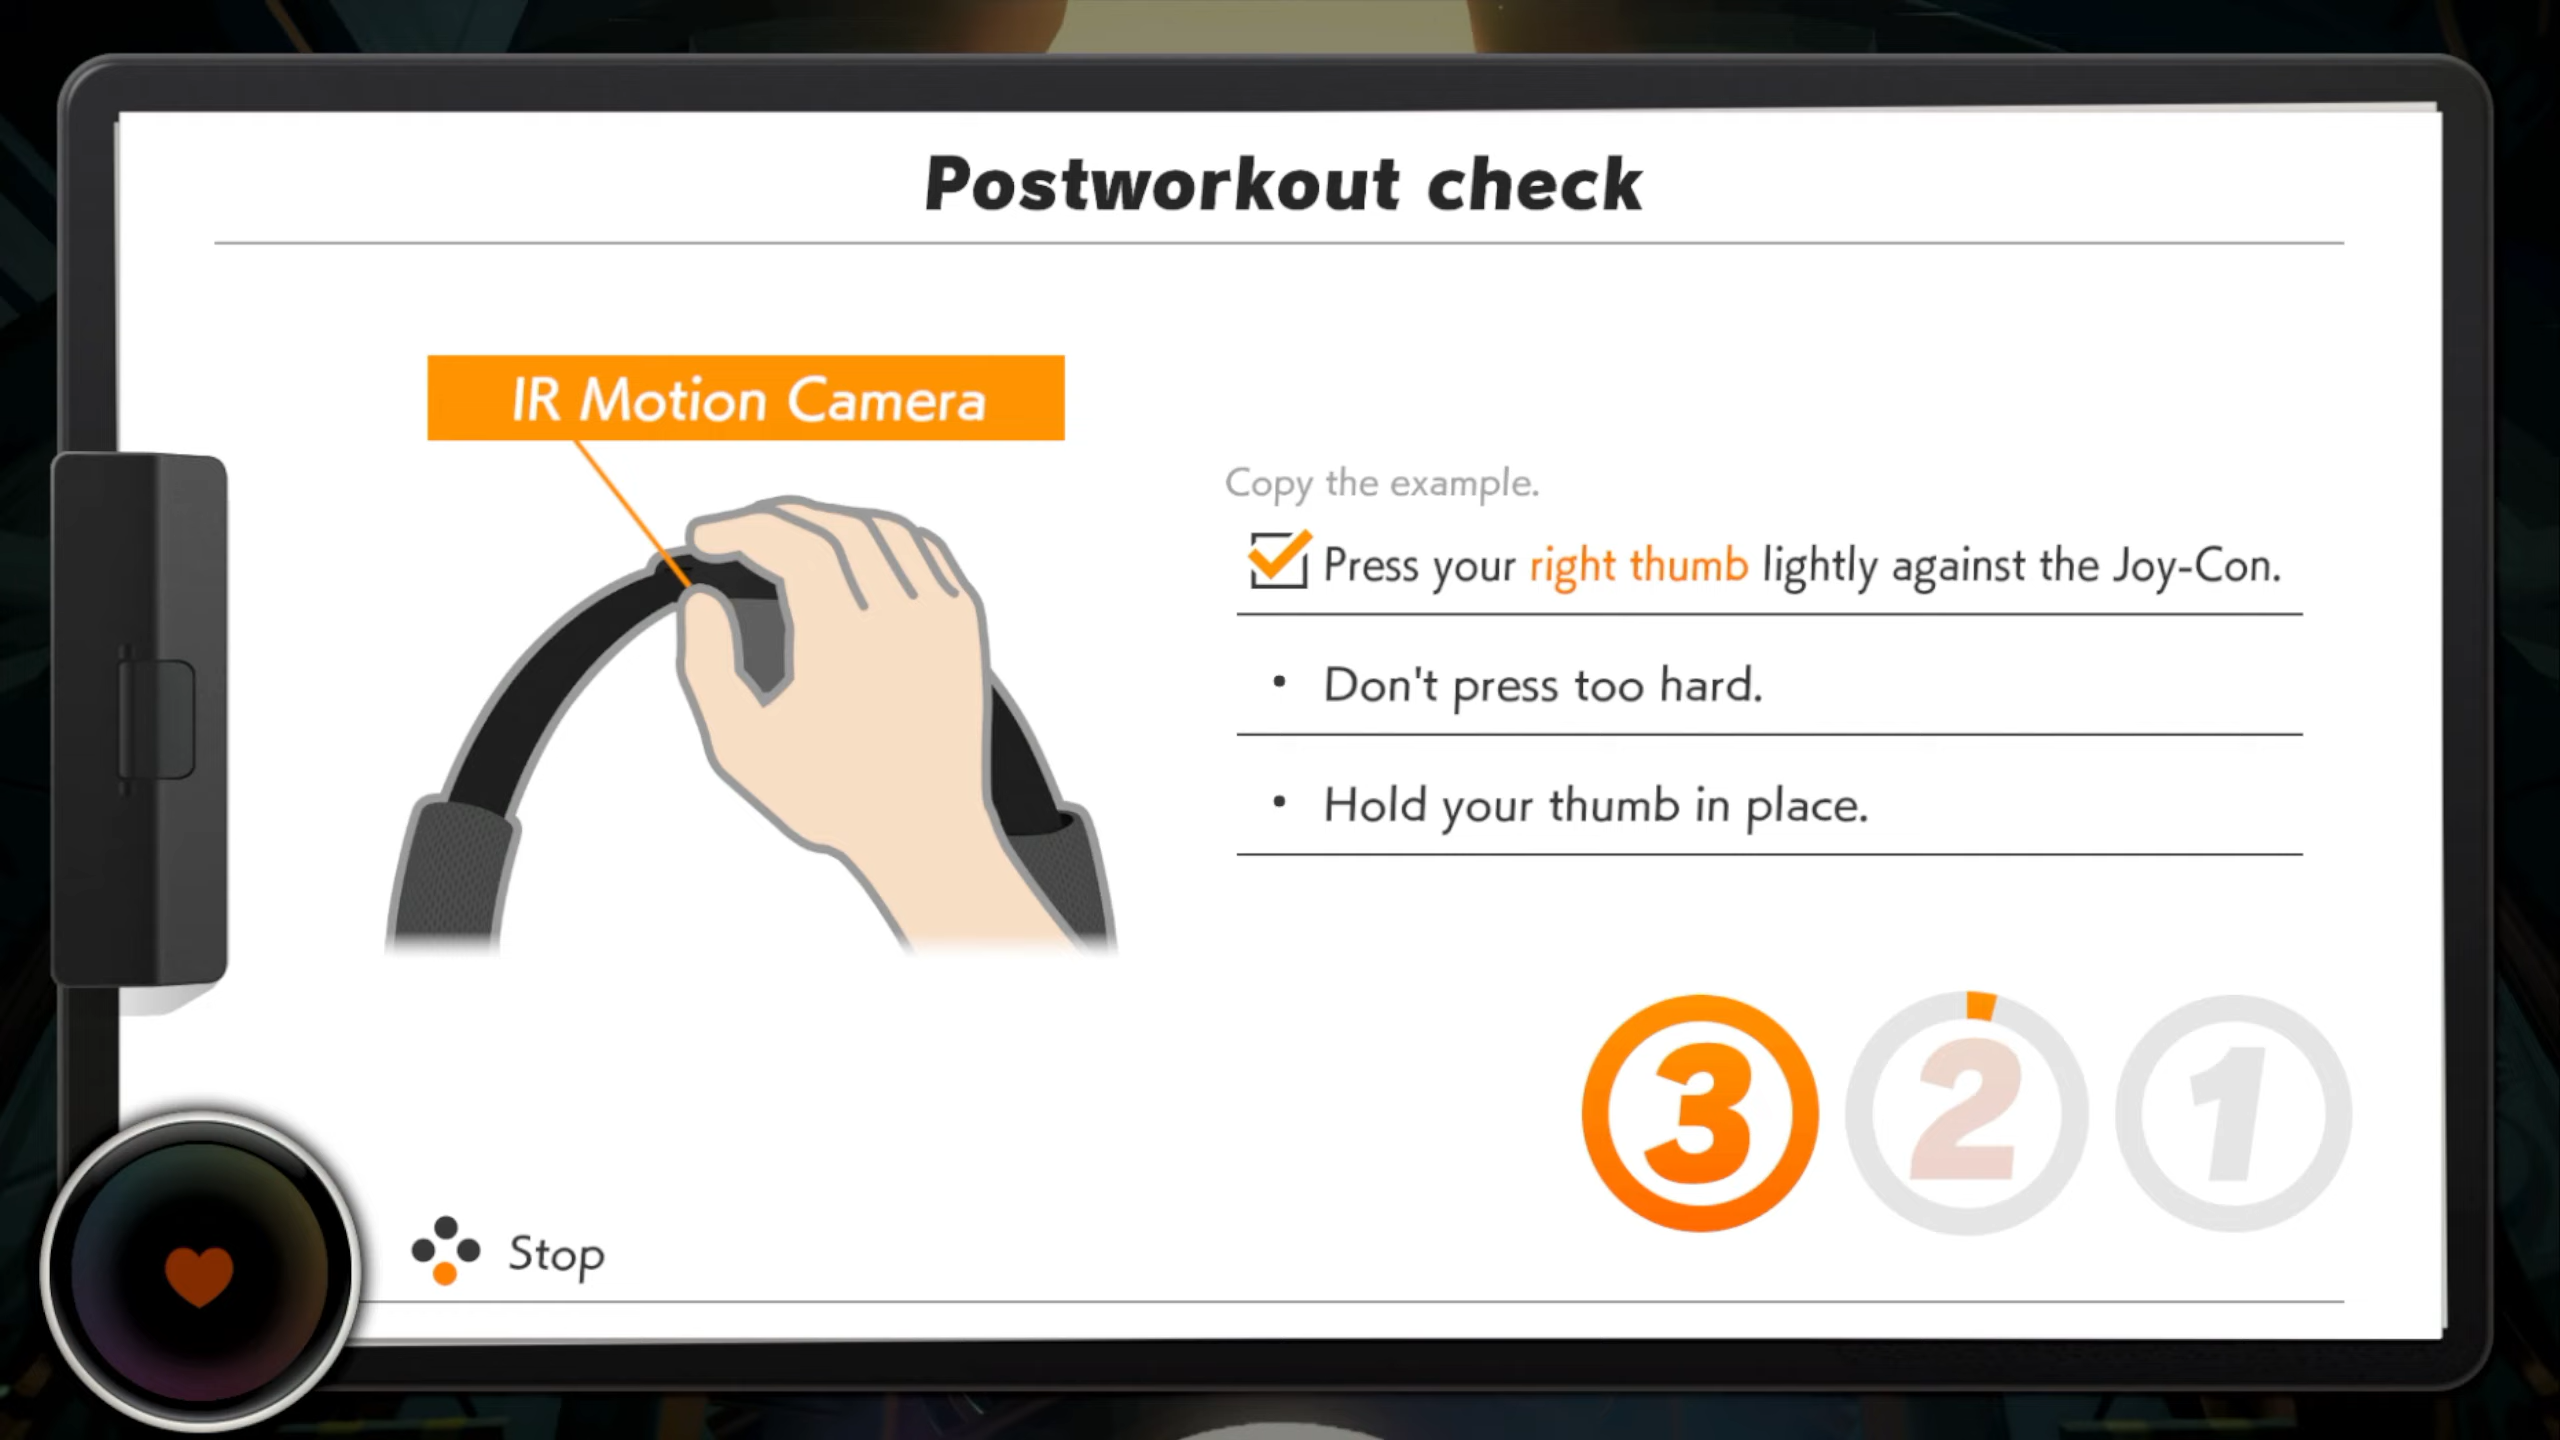 Postworkout check
IR Motion Camera
Copy the example.
Press your right thumb lightly against the Joy-Con.
Don't press too hard.
Hold your thumb in place.
3 2 1
Stop